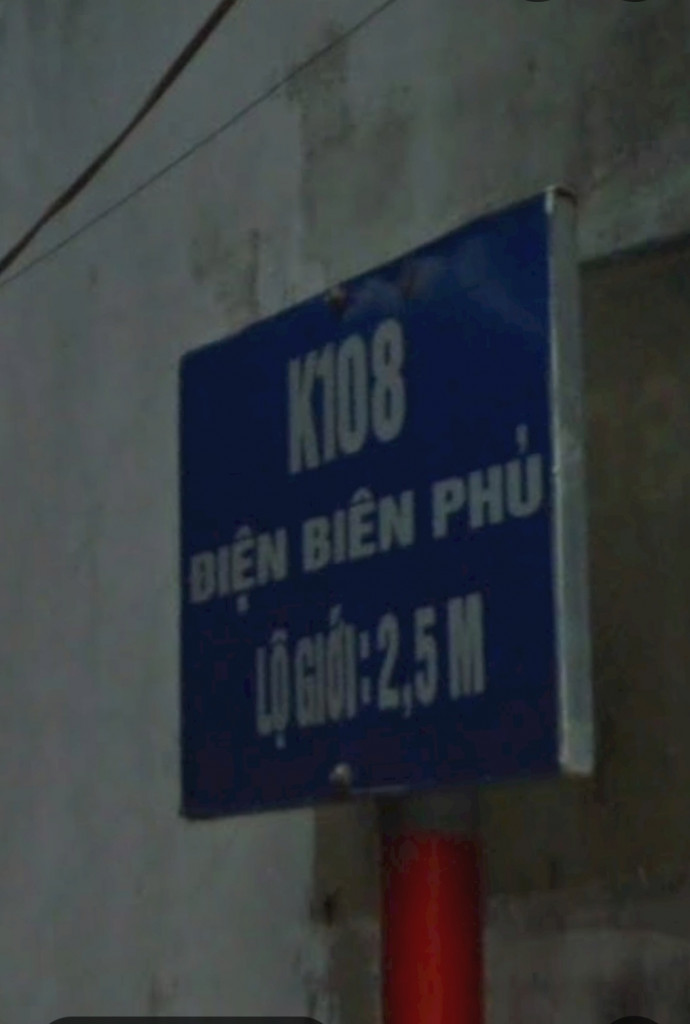 K108
ĐIỆN BIÊN PHỦ
LỘ GIỚI: 2,5 M